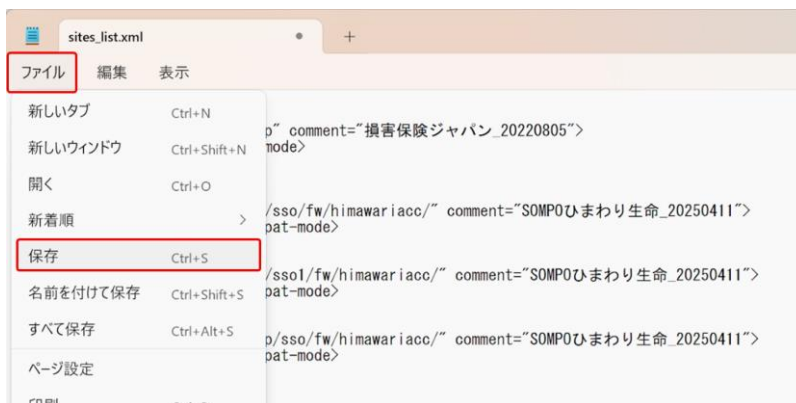 sites_list.xml
ファイル 編集 表示
新しいタブ Ctrl+N
新しいウィンドウ Ctrl+Shift+N
開く Ctrl+O
新着順
保存 Ctrl+S
名前を付けて保存 Ctrl+Shift+S
すべて保存 Ctrl+Alt+S
ページ設定
p" comment="損害保険ジャパン_20220805">
mode>
/sso/fw/himawariacc/" comment="SOMPOひまわり生命_20250411">
pat-mode>
/sso1/fw/himawariacc/" comment="SOMPOひまわり生命_20250411">
pat-mode>
p/sso/fw/himawariacc/" comment="SOMPOひまわり生命_20250411">
pat-mode>